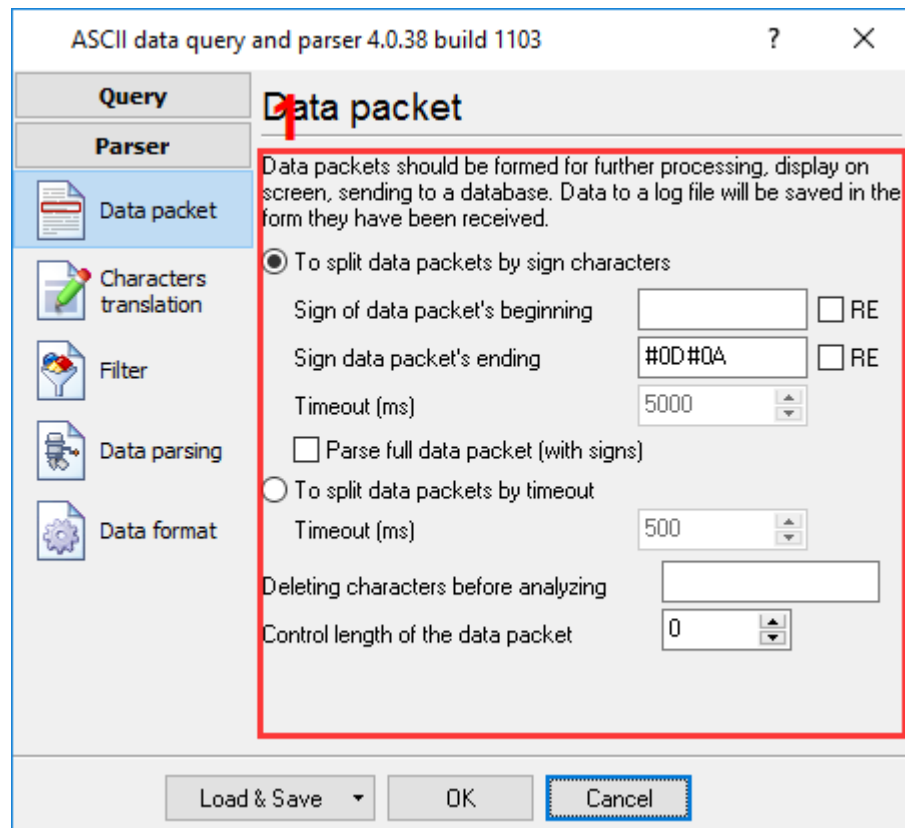 ASCII data query and parser 4.0.38 build 1103
?
Query
Parser
Data packet
Characters
translation
Filter
Data parsing
Data format
Data packet
1
Data packets should be formed for further processing, display on
screen, sending to a database. Data to a log file will be saved in the
form they have been received.
To split data packets by sign characters
Sign of data packet's beginning RE
Sign data packet's ending #0D#0A RE
Timeout (ms) 5000
Parse full data packet (with signs)
To split data packets by timeout
Timeout (ms) 500
Deleting characters before analyzing
Control length of the data packet 0
Load & Save OK Cancel